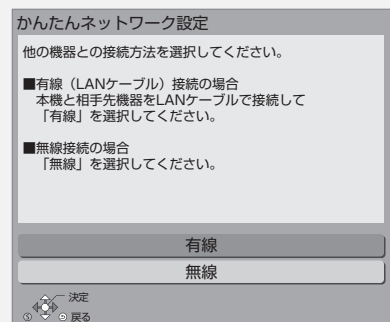 かんたんネットワーク設定
他の機器との接続方法を選択してください。
■有線（LANケーブル）接続の場合
本機と相手先機器をLANケーブルで接続して
「有線」を選択してください。
■無線接続の場合
「無線」を選択してください。
有線
無線
決定
S 戻る